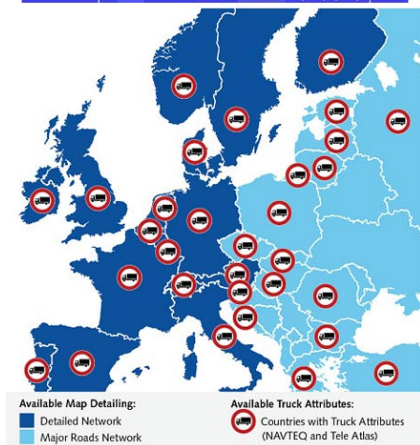 Available Map Detailing:
Detailed Network
Major Roads Network
Available Truck Attributes:
Countries with Truck Attributes
(NAVTEQ and Tele Atlas)